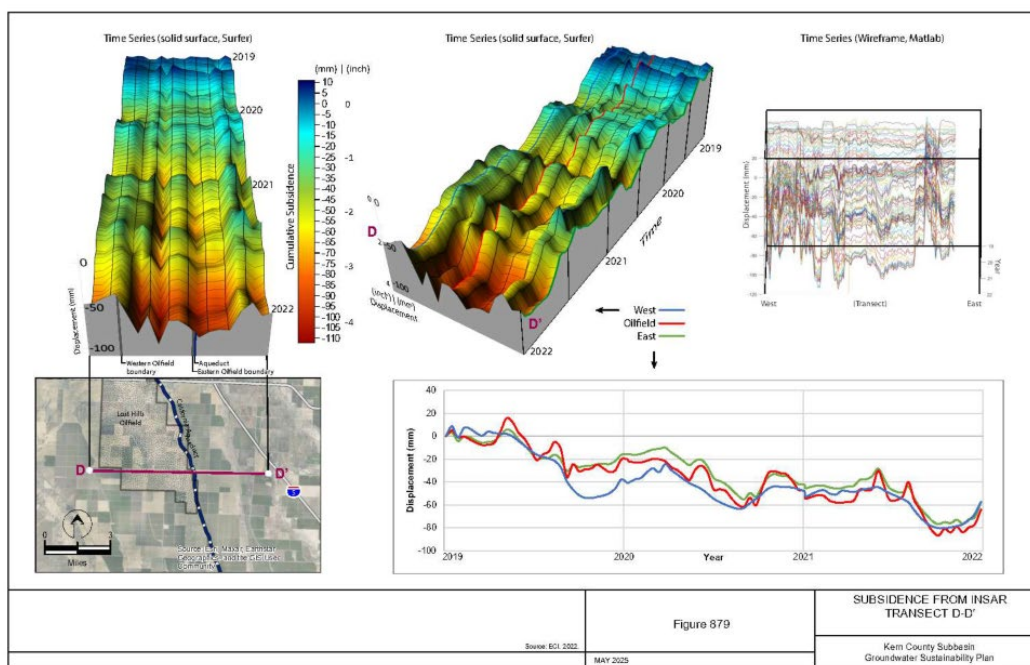 Time Series (solid surface, Surfer)
2019
2020
2021
2022
0
-50
-100
Displacement (mm)
Western Oilfield
boundary
Aqueduct
Eastern Oilfield boundary
(mm) | (inch)
10
5
0
-5
-10
-15
-20
-25
-30
-35
-40
-45
-50
-55
-60
-65
-70
-75
-80
-85
-90
-95
-100
-105
-110
0
-1
-2
-3
-4
Cumulative Subsidence
Time Series (solid surface, Surfer)
2019
2020
2021
2022
Time
D
D'
(inch) | (mm)
Displacement
West
Oilfield
East
Time Series (Wireframe, Matlab)
Displacement (mm)
West
(Transect)
East
Year
Lost Hills
Oilfield
D
D'
5
0
3
Miles
Community
40
20
0
-20
-40
-60
-80
-100
Displacement (mm)
2019
2020
2021
2022
Year
Source: ECI, 2022.
Figure 879
MAY 2025
SUBSIDENCE FROM INSAR
TRANSECT D-D'
Kern County Subbasin
Groundwater Sustainability Plan